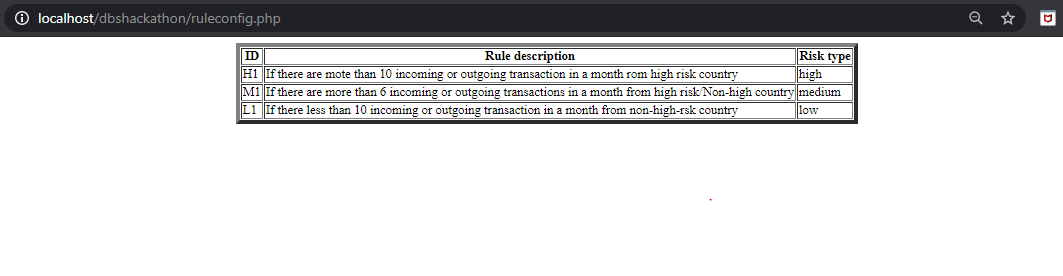 localhost/dbshackathon/ruleconfig.php
ID Rule description Risk type
H1 If there are mote than 10 incoming or outgoing transaction in a month rom high risk country high
M1 If there are more than 6 incoming or outgoing transactions in a month from high risk/Non-high country medium
L1 If there less than 10 incoming or outgoing transaction in a month from non-high-rsk country low